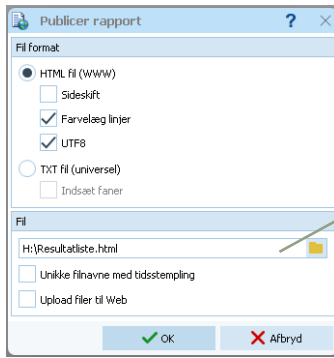 Publicer rapport ? ×
Fil format
HTML fil (WWW)
Sideskift
Farvelæg linjer
UTF8
TXT fil (universel)
Indsæt faner
Fil
H:\Resultatliste.html
Unikke filnavne med tidsstempling
Upload filer til Web
OK Afbryd